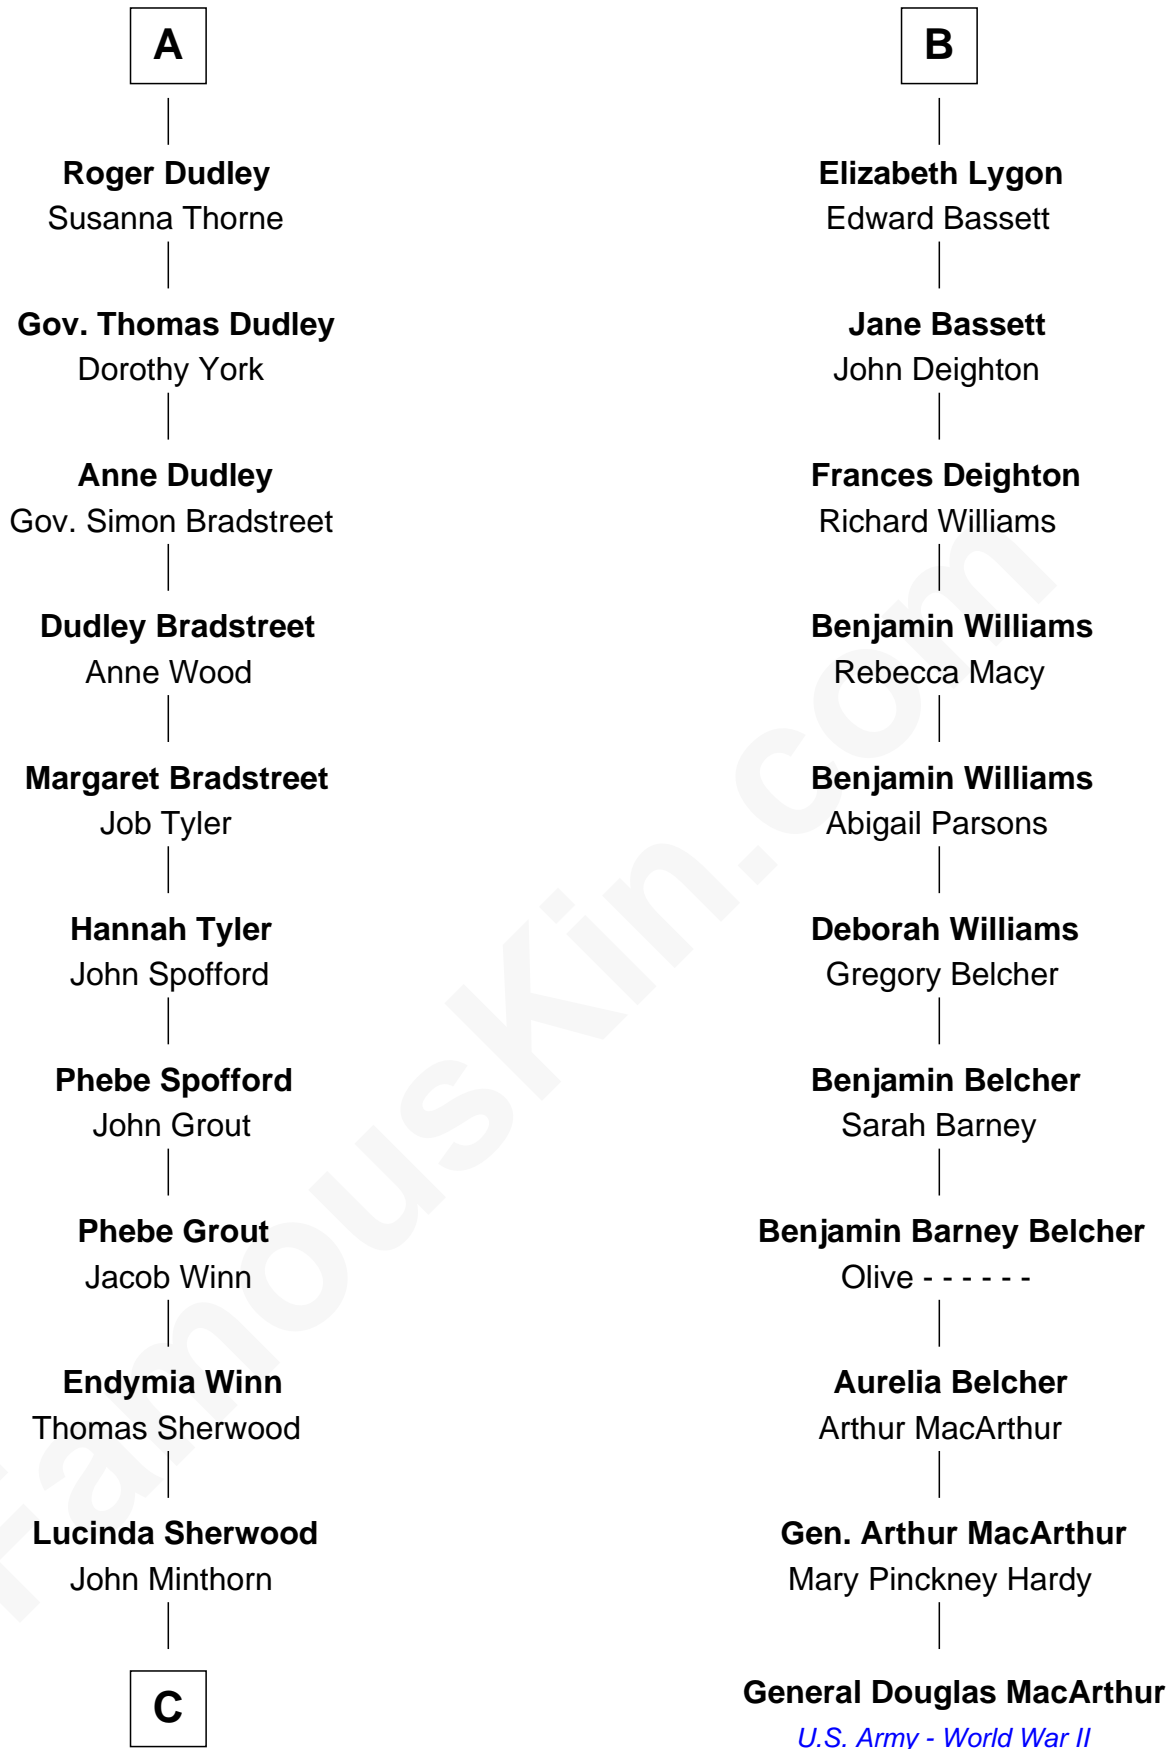 A
Roger Dudley
Susanna Thorne
Gov. Thomas Dudley
Dorothy York
Anne Dudley
Gov. Simon Bradstreet
Dudley Bradstreet
Anne Wood
Margaret Bradstreet
Job Tyler
Hannah Tyler
John Spofford
Phebe Spofford
John Grout
Phebe Grout
Jacob Winn
Endymia Winn
Thomas Sherwood
Lucinda Sherwood
John Minthorn
C
B
Elizabeth Lygon
Edward Bassett
Jane Bassett
John Deighton
Frances Deighton
Richard Williams
Benjamin Williams
Rebecca Macy
Benjamin Williams
Abigail Parsons
Deborah Williams
Gregory Belcher
Benjamin Belcher
Sarah Barney
Benjamin Barney Belcher
Olive - - - - - -
Aurelia Belcher
Arthur MacArthur
Gen. Arthur MacArthur
Mary Pinckney Hardy
General Douglas MacArthur
U.S. Army - World War II
FamousKin.com